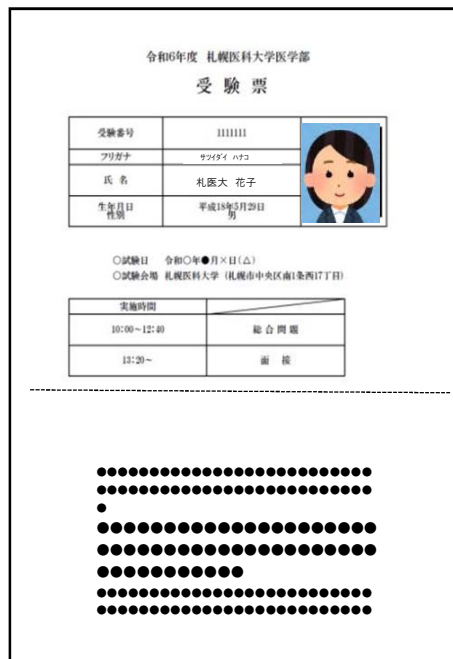 令和6年度 札幌医科大学医学部
受験票
受験番号 1111111
フリガナ サツイダイ ハナコ
氏名 札医大 花子
生年月日 平成18年5月29日
性別 男
○試験日 令和○年●月×日(△)
○試験会場 札幌医科大学 (札幌市中央区南1条西17丁目)
実施時間
10:00~12:40 総合問題
13:20~ 面接
●●●●●●●●●●●●●●●●●●●●●●●●●●
●●●●●●●●●●●●●●●●●●●●●●●●●●
●
●●●●●●●●●●●●●●●●●●●●●
●●●●●●●●●●●●●●●●●●●●●
●●●●●●●●●●●
●●●●●●●●●●●●●●●●●●●●●●●●●●
●●●●●●●●●●●●●●●●●●●●●●●●●●